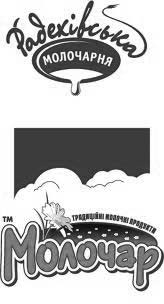 Радехівська
МОЛОЧАРНЯ
ТМ
ТРАДИЦІЙНІ МОЛОЧНІ ПРОДУКТИ
Молочар